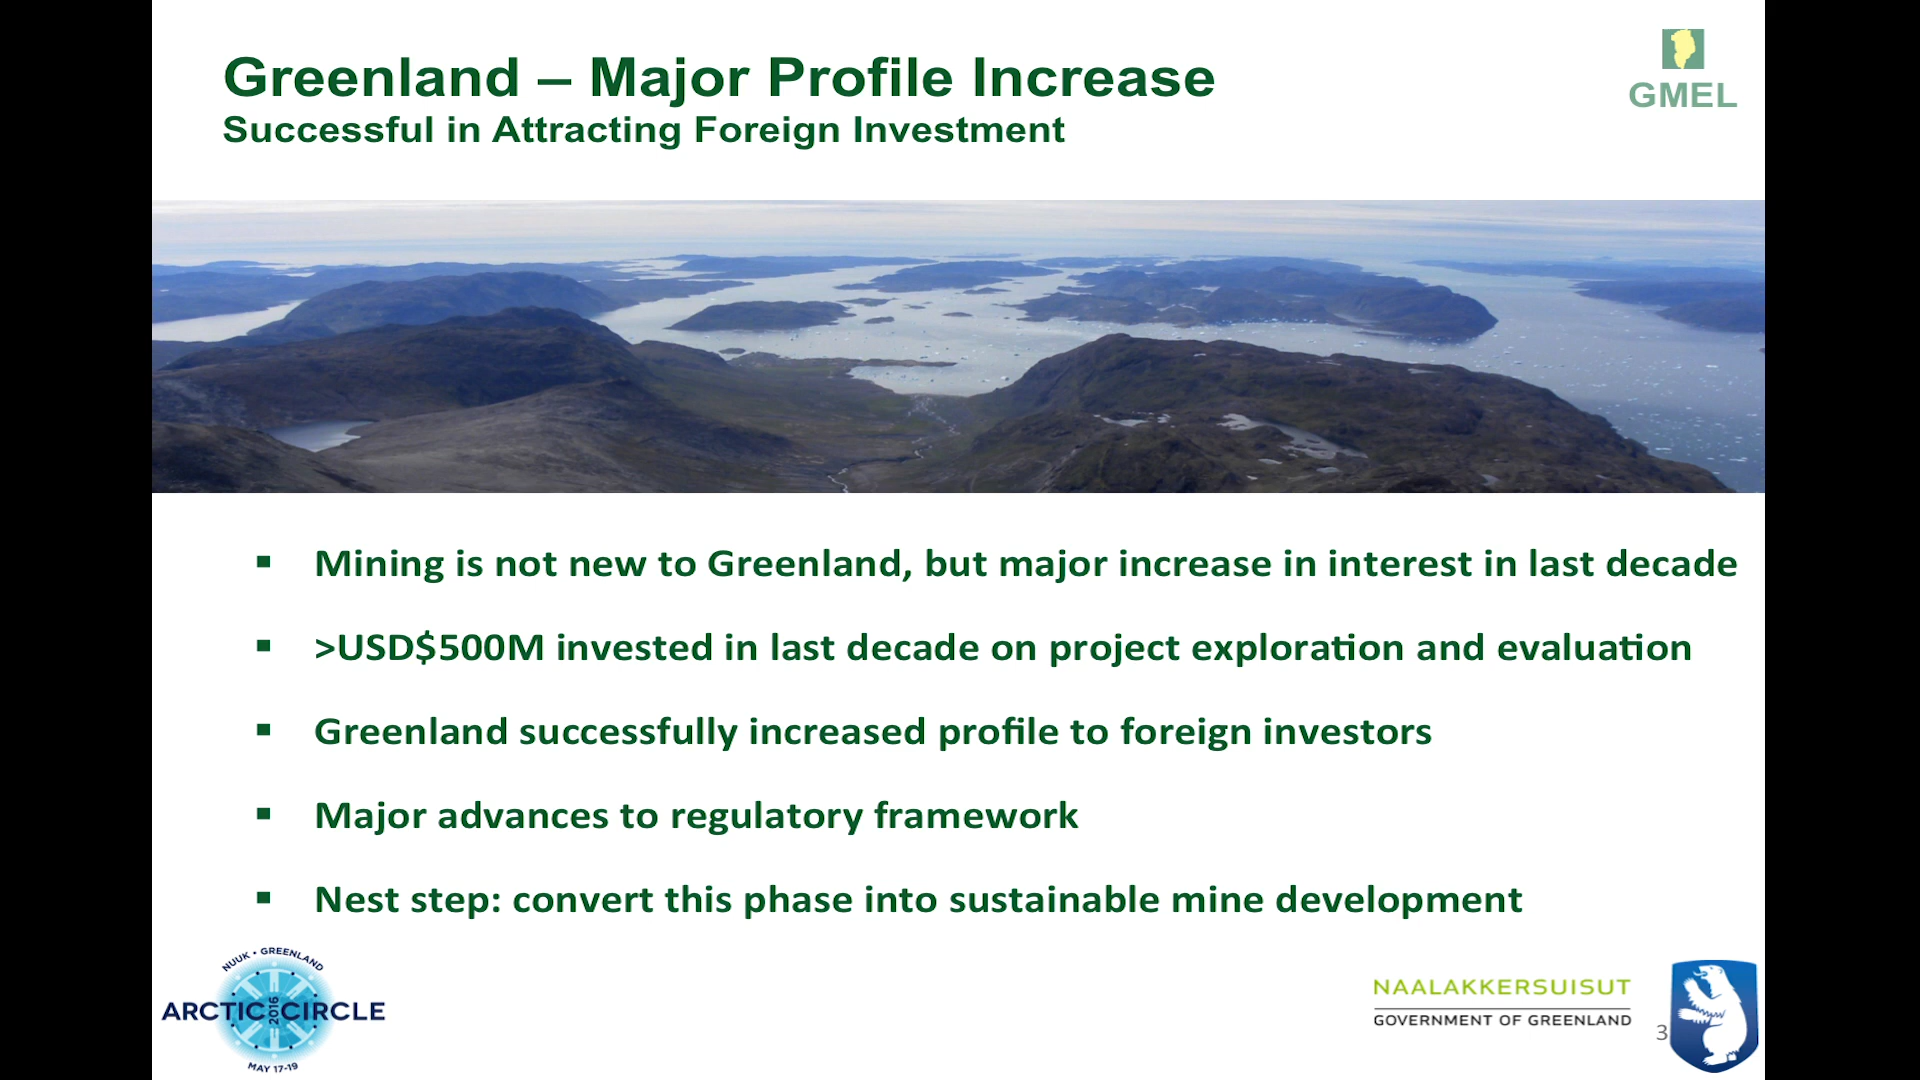 Greenland – Major Profile Increase
Successful in Attracting Foreign Investment
GMEL
▪ Mining is not new to Greenland, but major increase in interest in last decade
▪ >USD$500M invested in last decade on project exploration and evaluation
▪ Greenland successfully increased profile to foreign investors
▪ Major advances to regulatory framework
▪ Nest step: convert this phase into sustainable mine development
NUUK • GREENLAND
ARCTIC 2016 CIRCLE
MAY 17-19
NAALAKKERSUISUT
GOVERNMENT OF GREENLAND
3